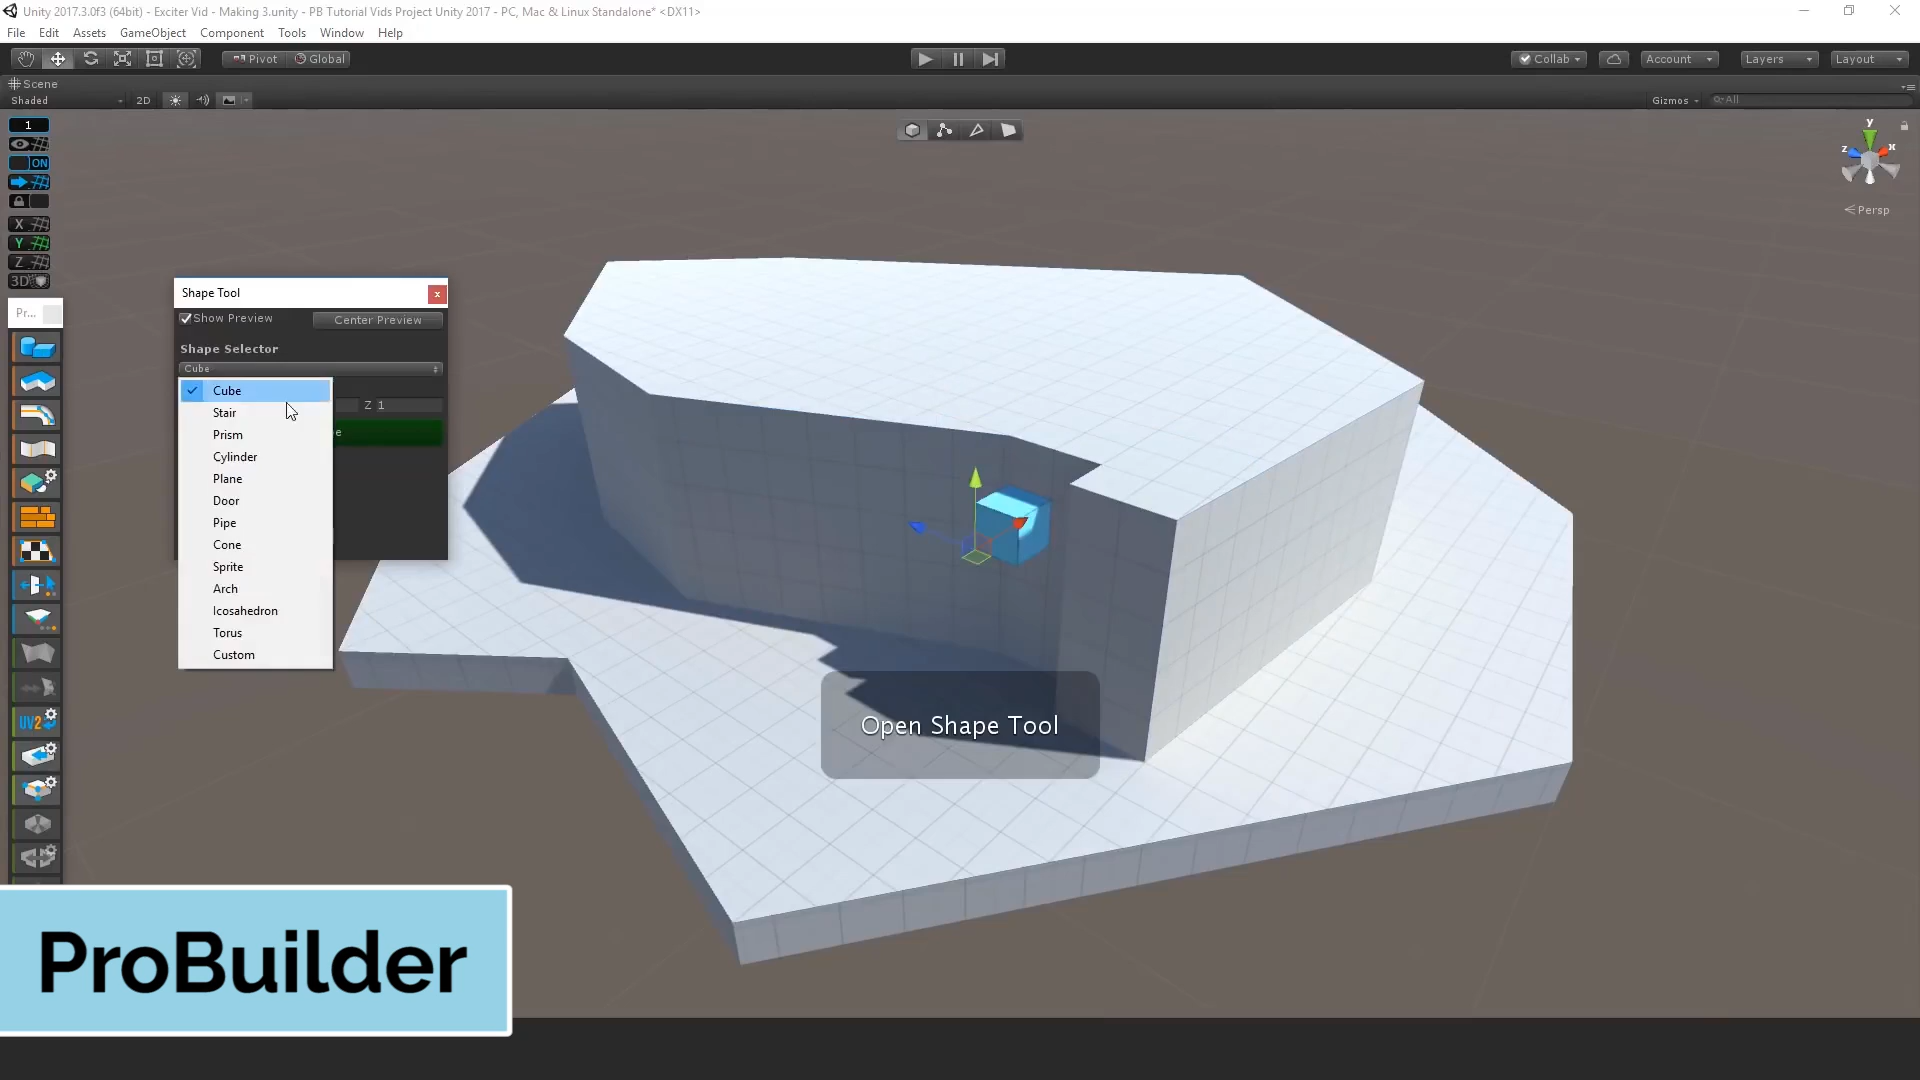 Unity 2017.3.0f3 (64bit) - Exciter Vid - Making 3.unity - PB Tutorial Vids Project Unity 2017 - PC, Mac & Linux Standalone* <DX11>
File Edit Assets GameObject Component Tools Window Help
Pivot Global Collab Account Layers Layout
Scene
Shaded 2D Gizmos All
1
ON
X
Y
Z
3D
y
z x
Persp
Pr...
UV2
Shape Tool x
Show Preview Center Preview
Shape Selector
Cube
Cube
Stair
Prism
Cylinder
Plane
Door
Pipe
Cone
Sprite
Arch
Icosahedron
Torus
Custom
Z 1
e
Open Shape Tool
ProBuilder